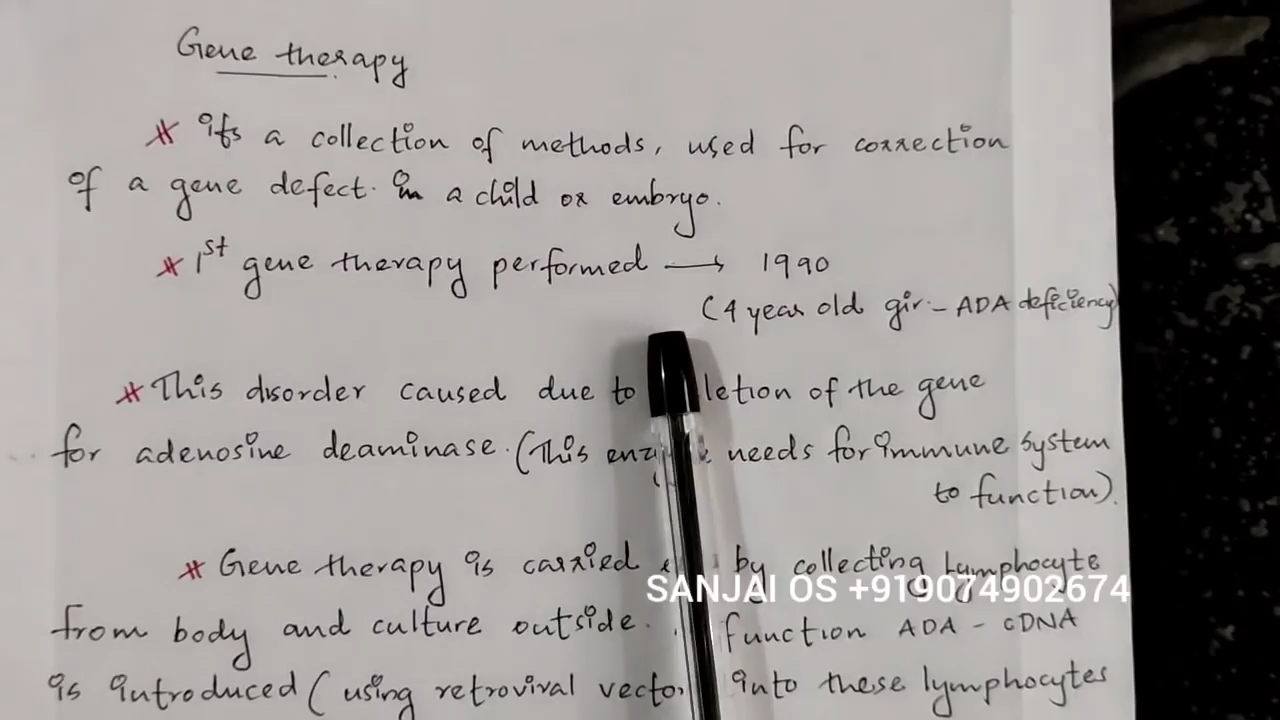 Gene therapy
* its a collection of methods, used for correction
of a gene defect. in a child or embryo.
* 1st gene therapy performed → 1990
(4 year old gir - ADA deficiency)
* This disorder caused due to letion of the gene
for adenosine deaminase. (This needs for immune system
to function).
* Gene therapy is carried by collecting Lymphocyte
SANJAI OS +919074902674
from body and culture outside. function ADA - cDNA
is introduced (using retroviral vector into these lymphocytes